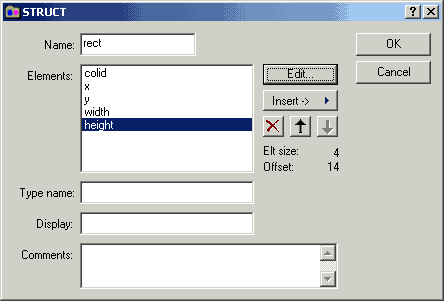 STRUCT
Name: rect
OK
Elements:
colid
x
y
width
height
Edit...
Cancel
Insert ->
Elt size: 4
Offset: 14
Type name:
Display:
Comments: